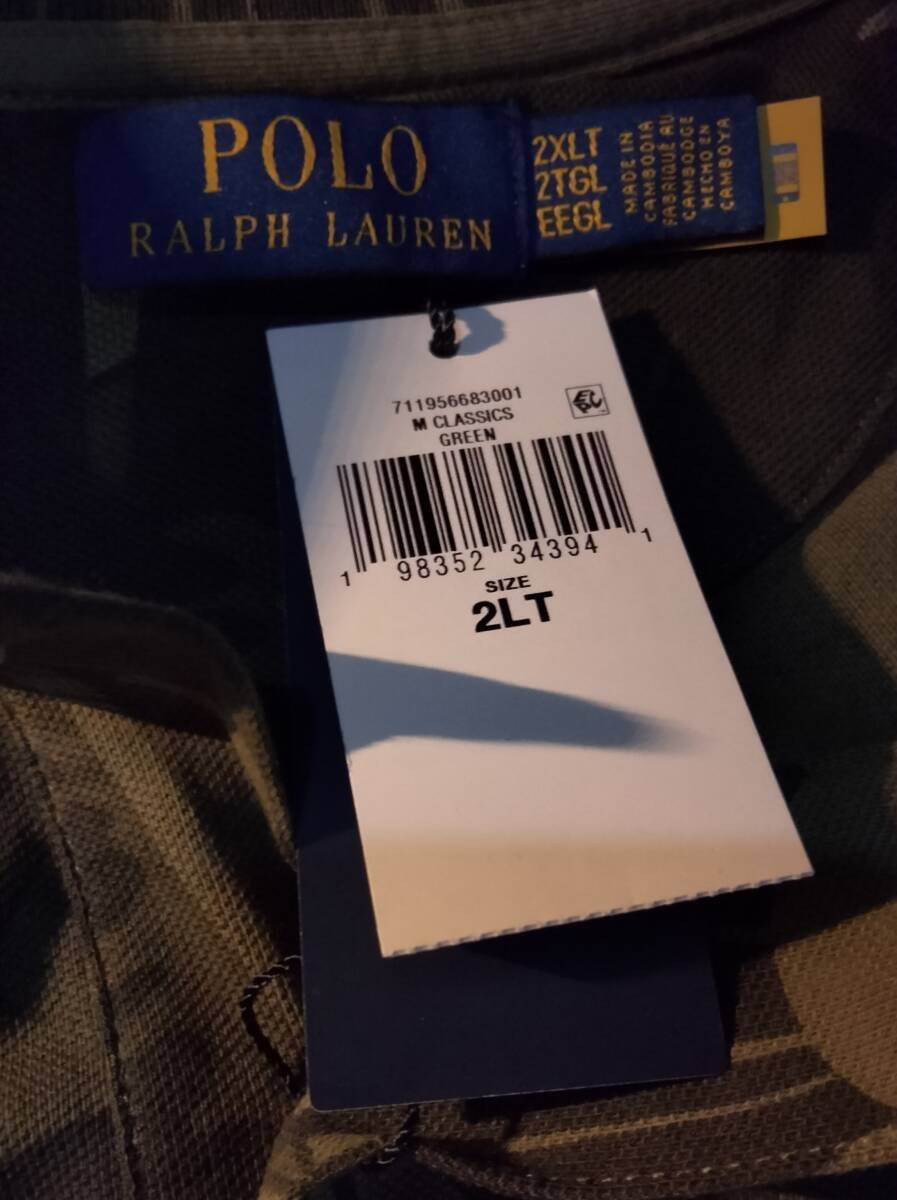 POLO
RALPH LAUREN
2XLT
2TGL
EEGL
MADE IN
CAMBODIA
FABRIQUÉ AU
CAMBODGE
HECHO EN
CAMBOYA
711956683001
M CLASSICS
GREEN
EPC
1 98352 34394 1
SIZE
2LT